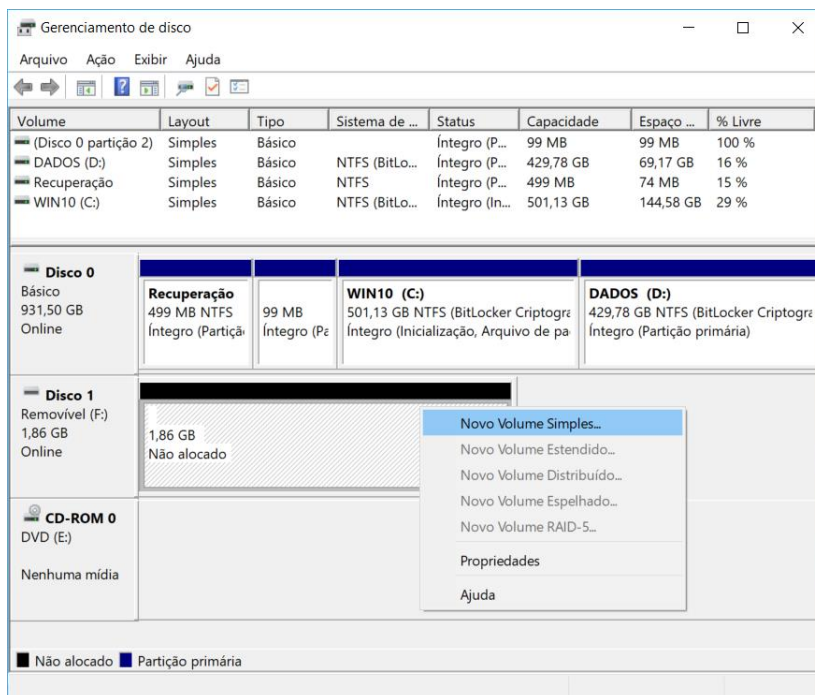 Gerenciamento de disco
Arquivo Ação Exibir Ajuda
Volume Layout Tipo Sistema de ... Status Capacidade Espaço ... % Livre
(Disco 0 partição 2) Simples Básico Íntegro (P... 99 MB 99 MB 100 %
DADOS (D:) Simples Básico NTFS (BitLo... Íntegro (P... 429,78 GB 69,17 GB 16 %
Recuperação Simples Básico NTFS Íntegro (P... 499 MB 74 MB 15 %
WIN10 (C:) Simples Básico NTFS (BitLo... Íntegro (In... 501,13 GB 144,58 GB 29 %
Disco 0
Básico
931,50 GB
Online
Recuperação
499 MB NTFS
Íntegro (Partiçã
99 MB
Íntegro (Pa
WIN10 (C:)
501,13 GB NTFS (BitLocker Criptogra
Íntegro (Inicialização, Arquivo de pa
DADOS (D:)
429,78 GB NTFS (BitLocker Criptogra
Íntegro (Partição primária)
Disco 1
Removível (F:)
1,86 GB
Online
1,86 GB
Não alocado
Novo Volume Simples...
Novo Volume Estendido...
Novo Volume Distribuído...
Novo Volume Espelhado...
Novo Volume RAID-5...
Propriedades
Ajuda
CD-ROM 0
DVD (E:)
Nenhuma mídia
Não alocado Partição primária